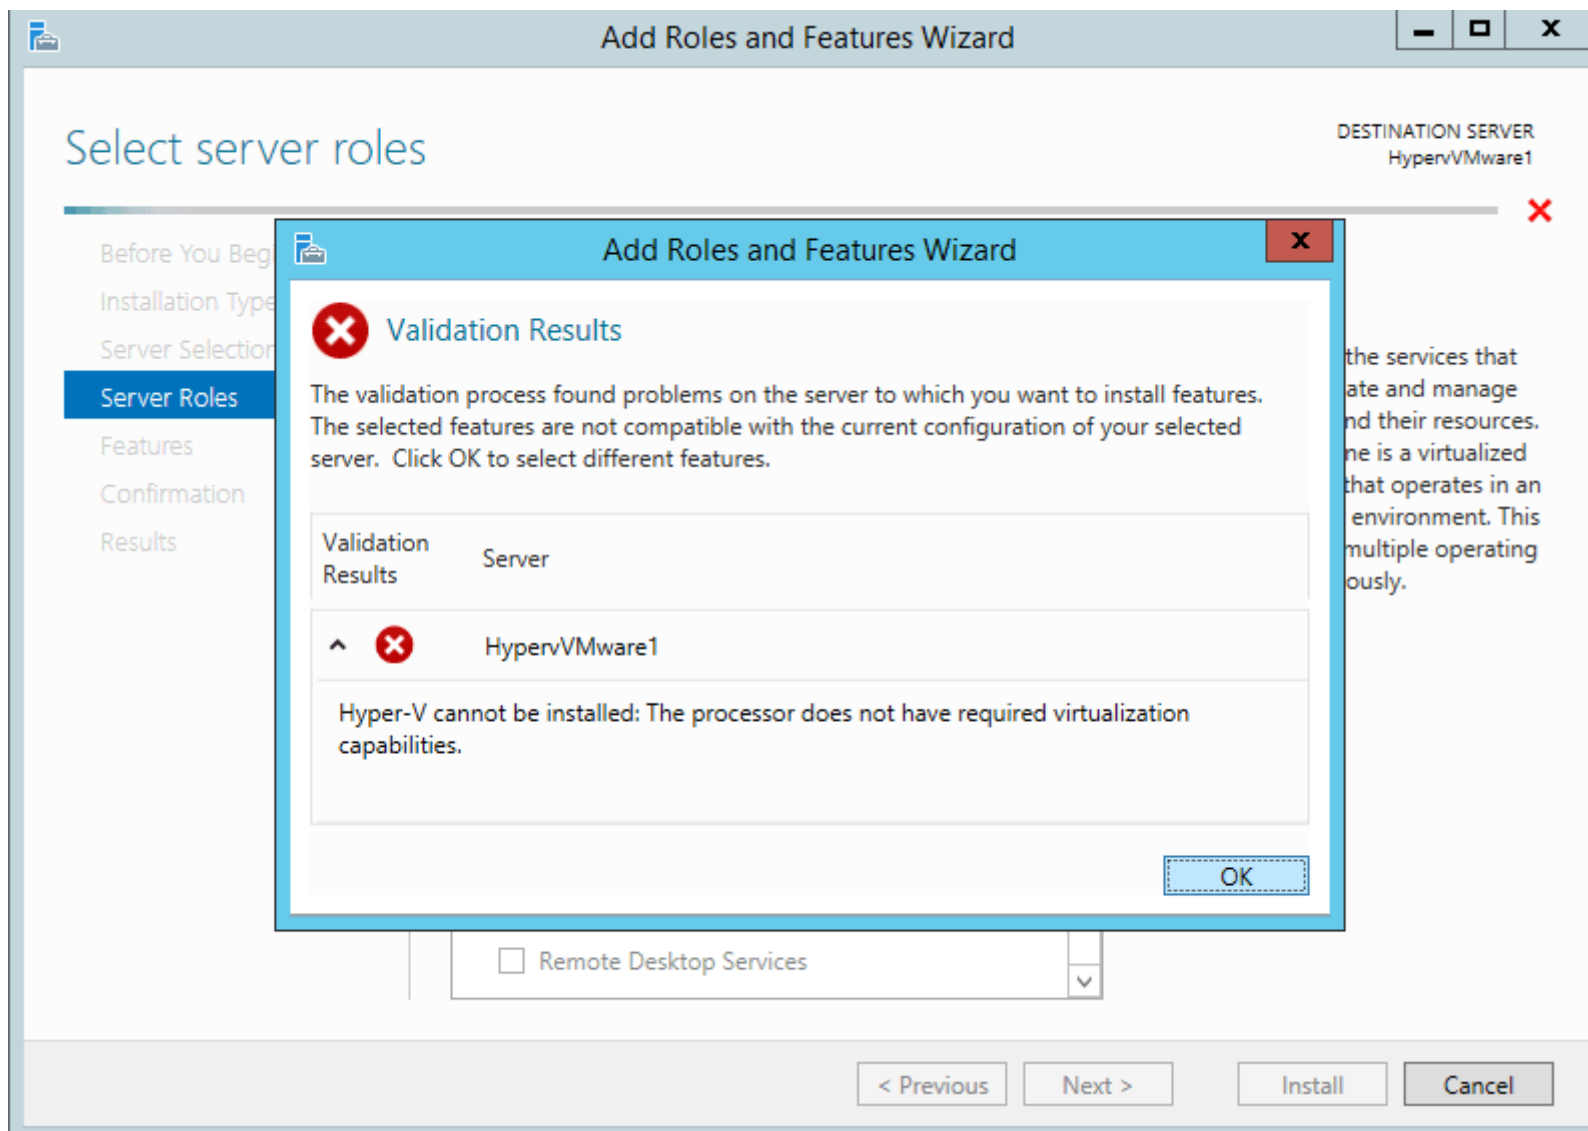 Add Roles and Features Wizard
Select server roles
DESTINATION SERVER
HypervVMware1
Before You Begi
Installation Type
Server Selection
Server Roles
Features
Confirmation
Results
Add Roles and Features Wizard
x
Validation Results
The validation process found problems on the server to which you want to install features.
The selected features are not compatible with the current configuration of your selected
server. Click OK to select different features.
Validation
Results
Server
HypervVMware1
Hyper-V cannot be installed: The processor does not have required virtualization
capabilities.
OK
the services that
ate and manage
nd their resources.
ne is a virtualized
that operates in an
environment. This
multiple operating
ously.
Remote Desktop Services
< Previous
Next >
Install
Cancel